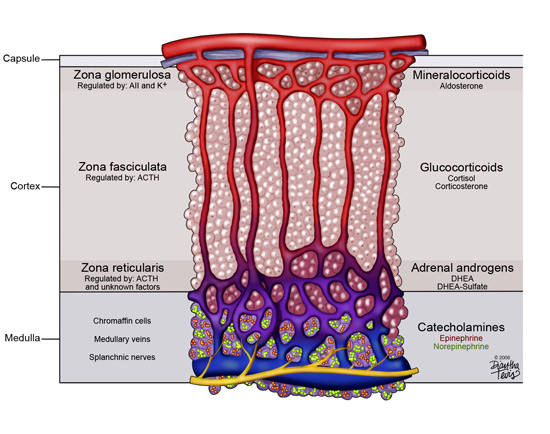 Capsule
Zona glomerulosa
Regulated by: AII and K+
Mineralocorticoids
Aldosterone
Cortex
Zona fasciculata
Regulated by: ACTH
Glucocorticoids
Cortisol
Corticosterone
Zona reticularis
Regulated by: ACTH
and unknown factors
Adrenal androgens
DHEA
DHEA-Sulfate
Medulla
Chromaffin cells
Medullary veins
Splanchnic nerves
Catecholamines
Epinephrine
Norepinephrine
© 2006